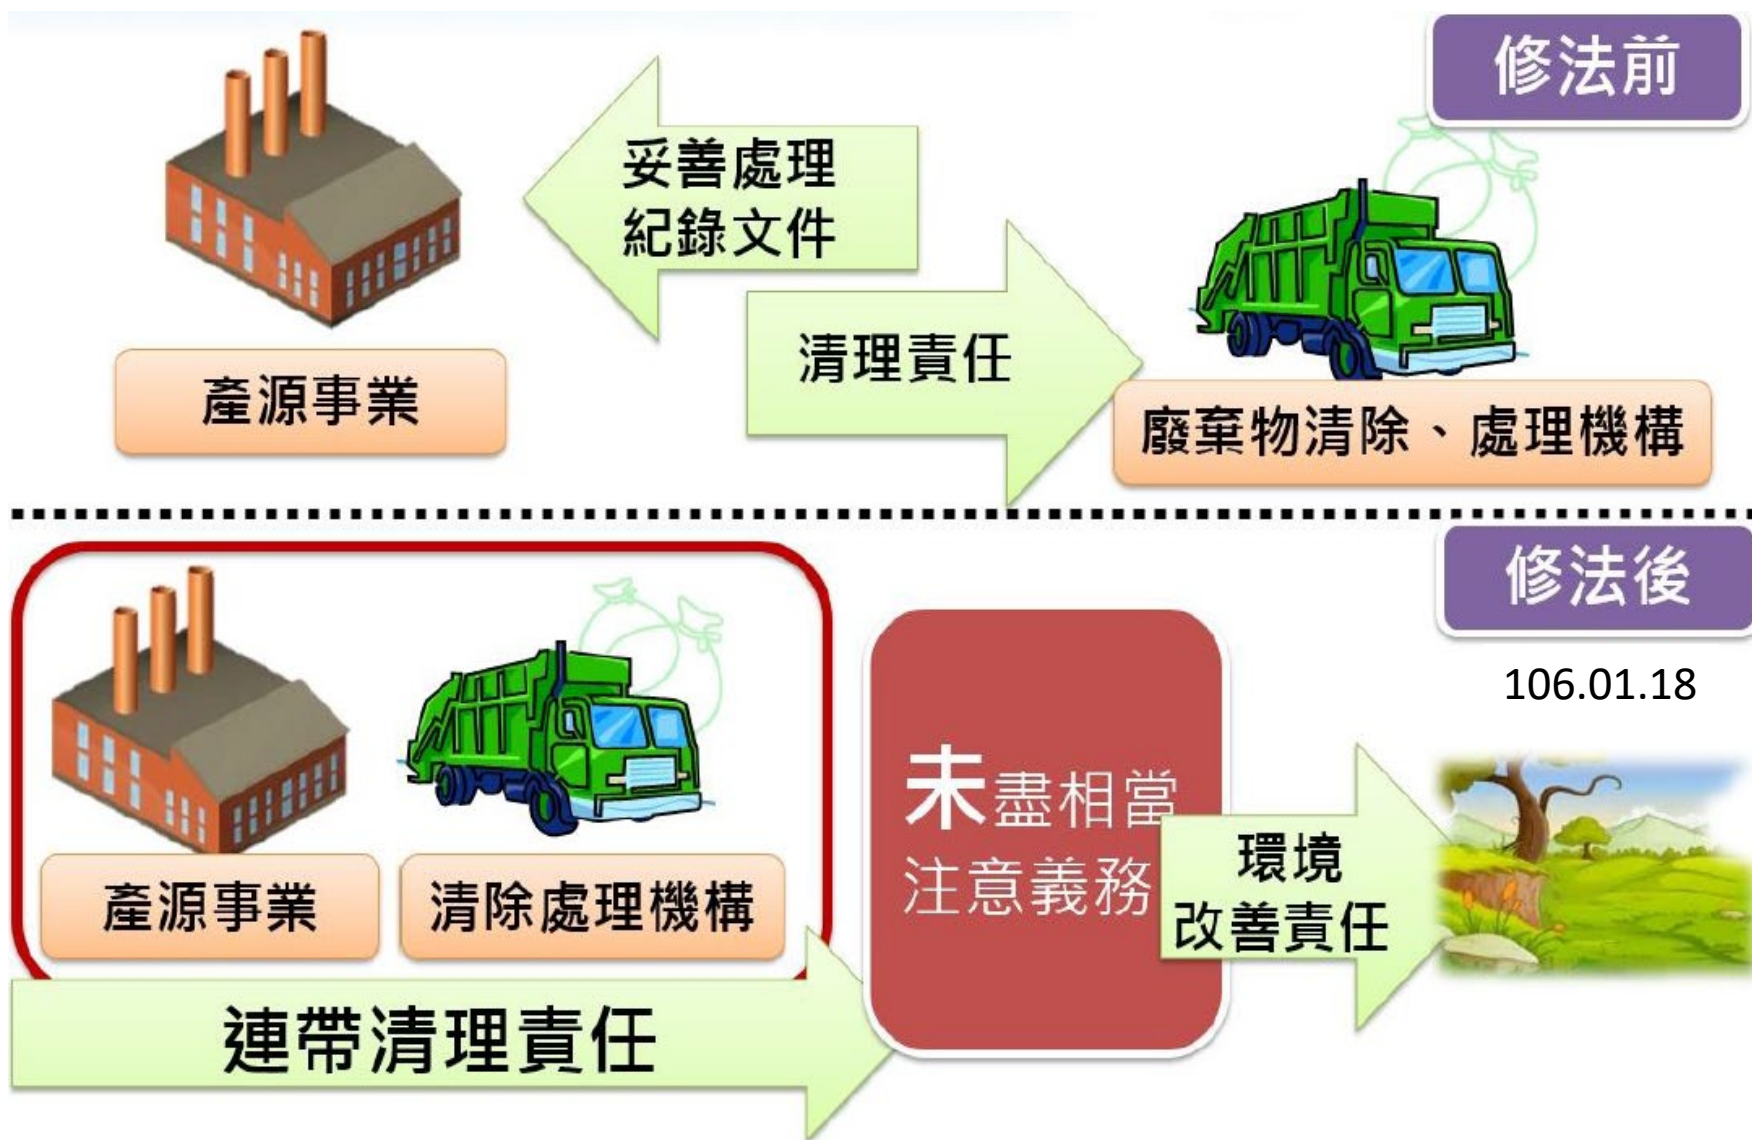 修法前
妥善處理
紀錄文件
清理責任
產源事業
廢棄物清除、處理機構
修法後
106.01.18
產源事業
清除處理機構
未盡相當
注意義務
環境
改善責任
連帶清理責任